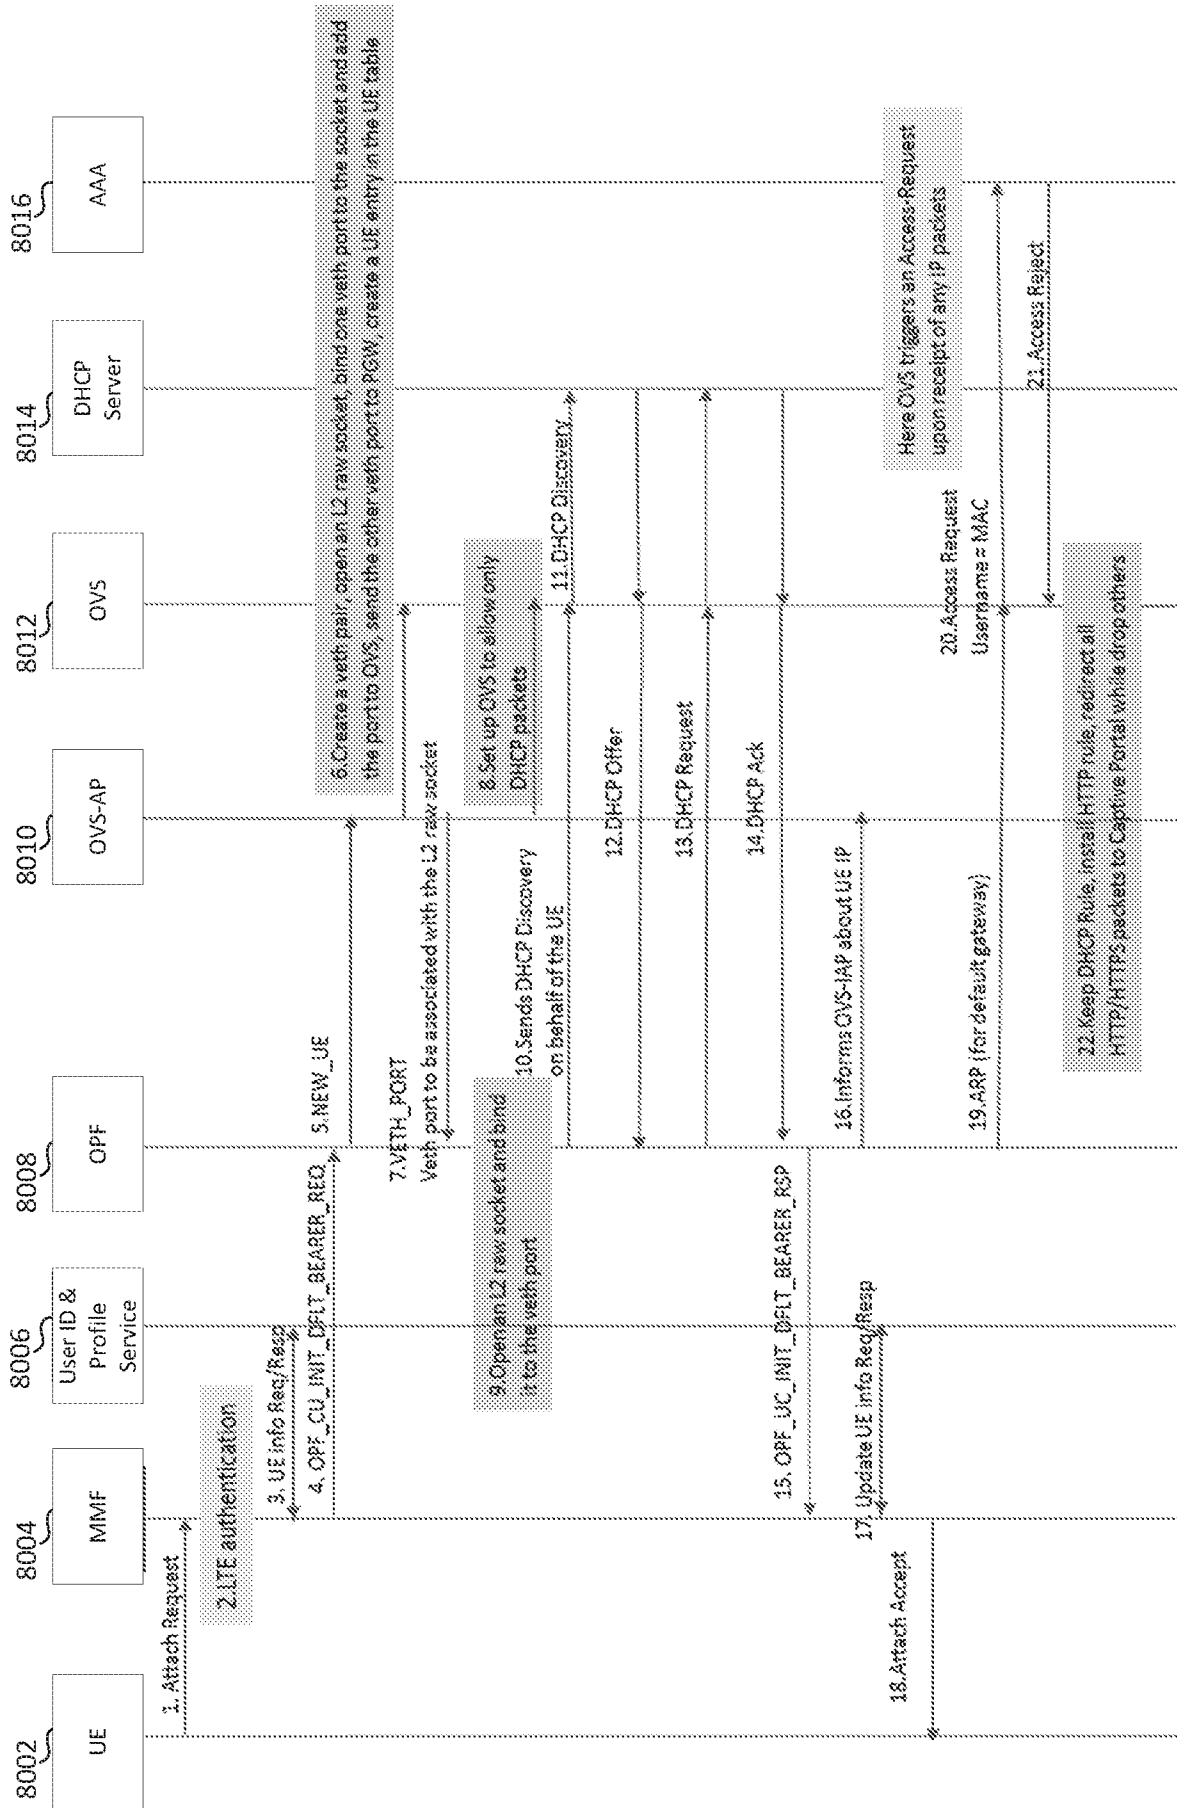 8002
UE
8004
MMF
8006
User ID &
Profile
Service
8008
OPF
8010
OVS-AP
8012
OVS
8014
DHCP
Server
8016
AAA
1. Attach Request
2.LTE authentication
3. UE info Req/Resp
4. OPF_CU_INIT_DFLT_BEARER_REQ
5.NEW_UE
6.Create a veth pair, open an L2 raw socket, bind one veth port to the socket and add
the port to OVS, send the other veth port to PGW, create a UE entry in the UE table
7.VETH_PORT
Veth port to be associated with the L2 raw socket
8.Set up OVS to allow only
DHCP packets
9.Open an L2 raw socket and bind
it to the veth port
10.Sends DHCP Discovery
on behalf of the UE
11.DHCP Discovery
12.DHCP Offer
13.DHCP Request
14.DHCP Ack
15. OPF_UC_INIT_DFLT_BEARER_RSP
16.Informs OVS-IAP about UE IP
17. Update UE info Req/Resp
18.Attach Accept
19.ARP (for default gateway)
20.Access Request
Username = MAC
Here OVS triggers an Access-Request
upon receipt of any IP packets
21.Access Reject
22.Keep DHCP Rule, install HTTP rule, redirect all
HTTP/HTTPS packets to Captive Portal while drop others